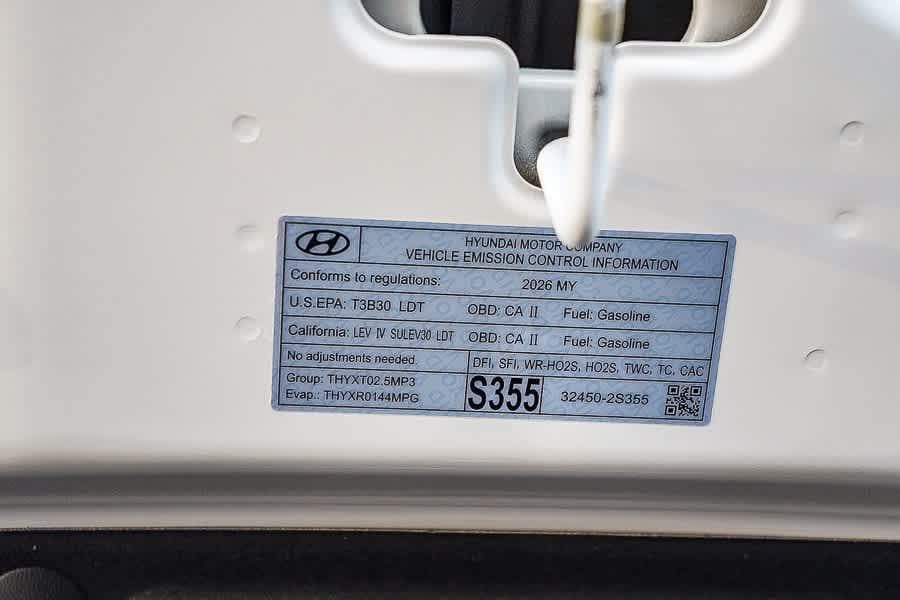 HYUNDAI MOTOR COMPANY
VEHICLE EMISSION CONTROL INFORMATION
Conforms to regulations: 2026 MY
U.S.EPA: T3B30 LDT OBD: CA II Fuel: Gasoline
California: LEV IV SULEV30 LDT OBD: CA II Fuel: Gasoline
No adjustments needed. DFI, SFI, WR-HO2S, HO2S, TWC, TC, CAC
Group: THYXT02.5MP3
Evap.: THYXR0144MPG
S355 32450-2S355